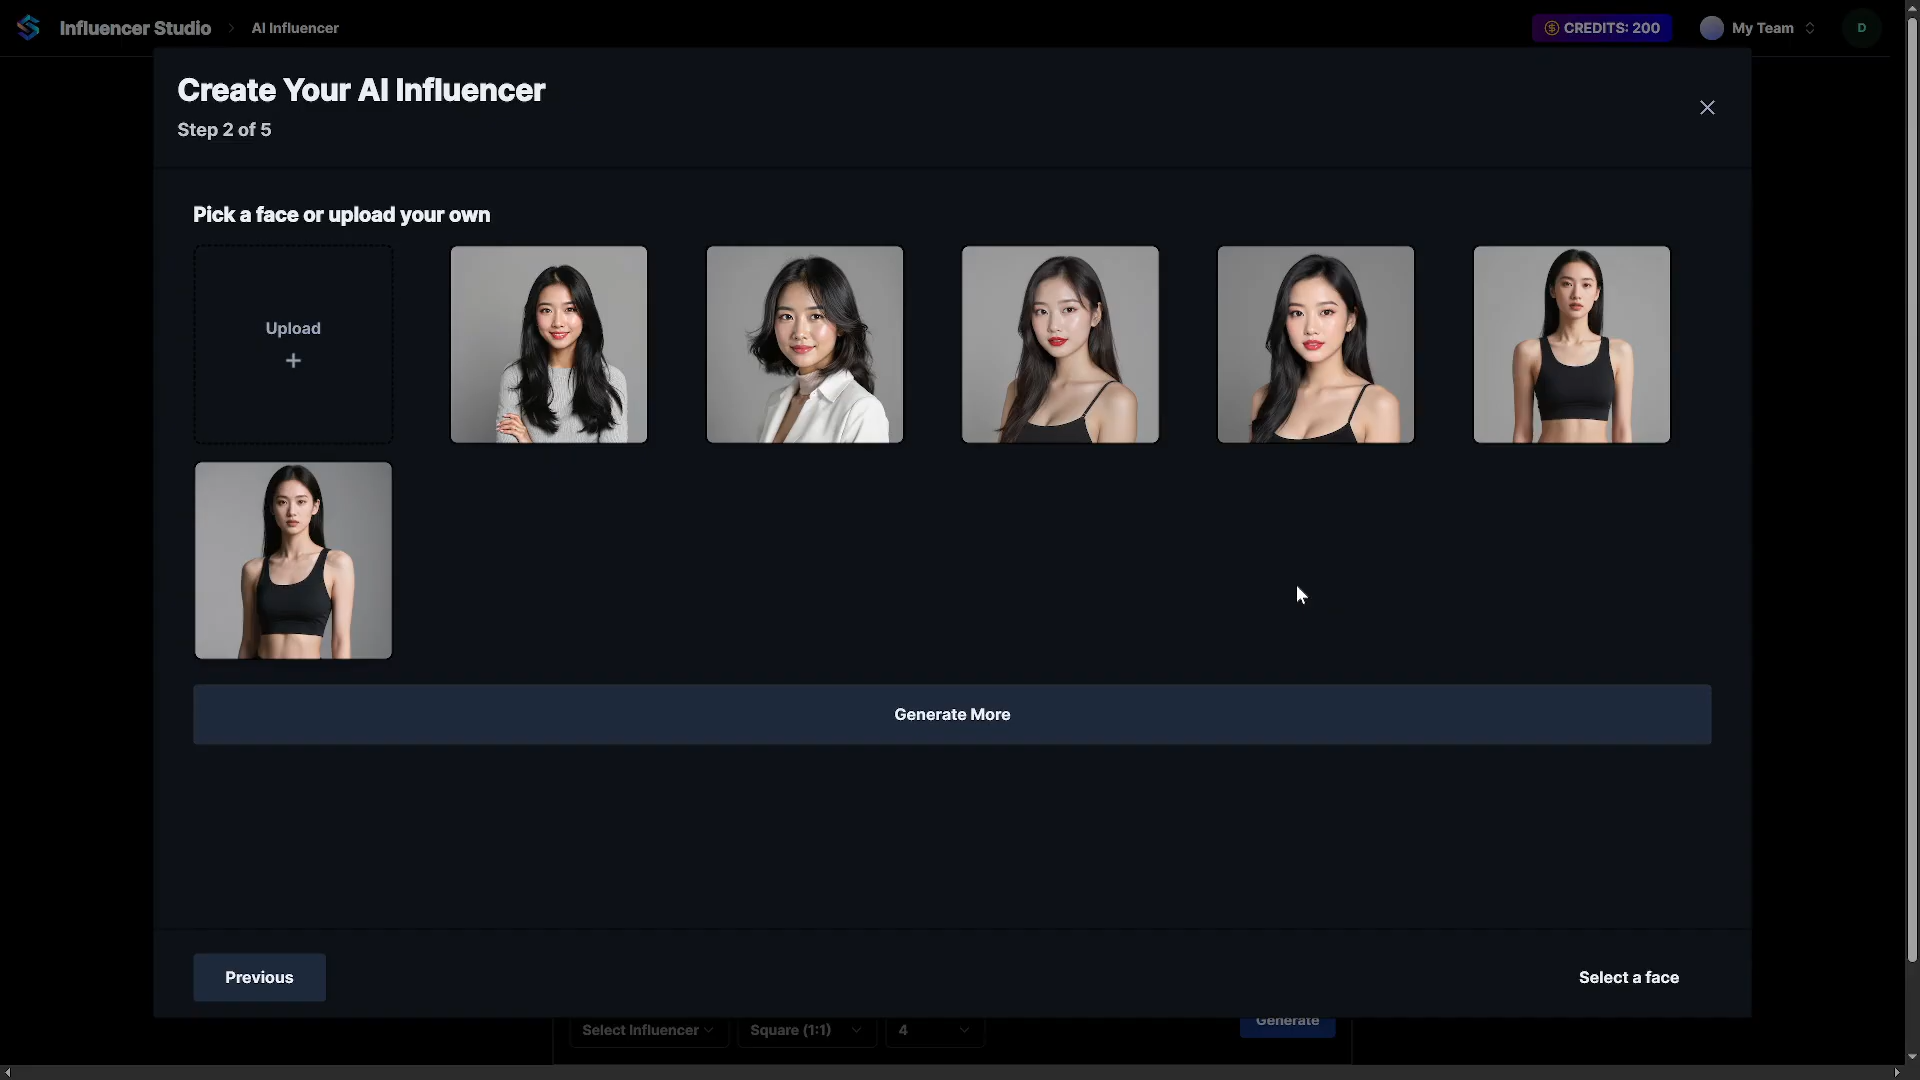 Influencer Studio
AI Influencer
CREDITS: 200
My Team
D
Create Your AI Influencer
Step 2 of 5
Pick a face or upload your own
Upload
+
Generate More
Previous
Select a face
Select Influencer
Square (1:1)
4
Generate